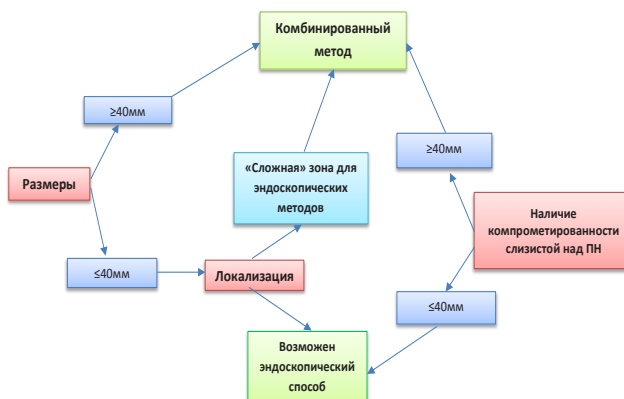 Комбинированный
метод
≥40мм
≥40мм
«Сложная» зона для
эндоскопических
методов
Размеры
Наличие
компрометированности
слизистой над ПН
≤40мм
Локализация
≤40мм
Возможен
эндоскопический
способ